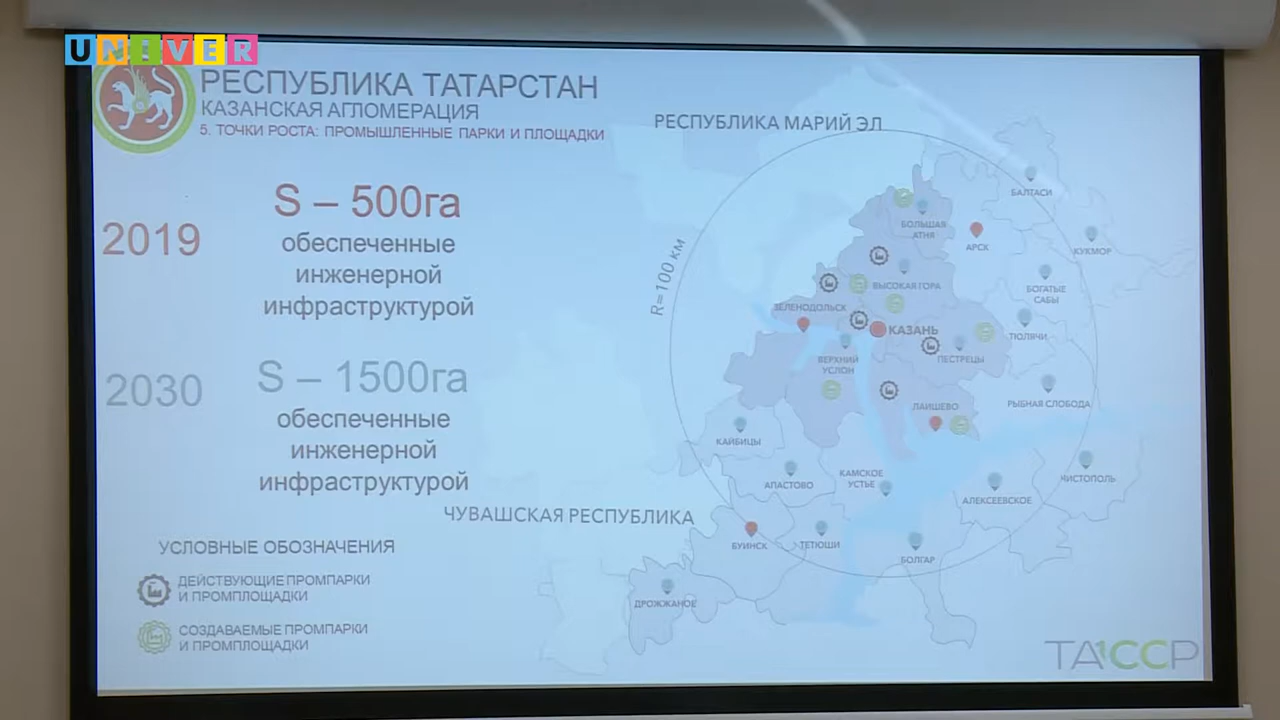 UNIVER
РЕСПУБЛИКА ТАТАРСТАН
КАЗАНСКАЯ АГЛОМЕРАЦИЯ
5. ТОЧКИ РОСТА: ПРОМЫШЛЕННЫЕ ПАРКИ И ПЛОЩАДКИ
2019
S – 500га
обеспеченные
инженерной
инфраструктурой
2030
S – 1500га
обеспеченные
инженерной
инфраструктурой
УСЛОВНЫЕ ОБОЗНАЧЕНИЯ
ДЕЙСТВУЮЩИЕ ПРОМПАРКИ
И ПРОМПЛОЩАДКИ
СОЗДАВАЕМЫЕ ПРОМПАРКИ
И ПРОМПЛОЩАДКИ
РЕСПУБЛИКА МАРИЙ ЭЛ
R=100 км
БАЛТАСИ
БОЛЬШАЯ
АТНЯ
АРСК
КУКМОР
ВЫСОКАЯ ГОРА
БОГАТЫЕ
САБЫ
ЗЕЛЕНОДОЛЬСК
КАЗАНЬ
ТЮЛЯЧИ
ВЕРХНИЙ
УСЛОН
ПЕСТРЕЦЫ
ЛАИШЕВО
РЫБНАЯ СЛОБОДА
КАЙБИЦЫ
АПАСТОВО
КАМСКОЕ
УСТЬЕ
АЛЕКСЕЕВСКОЕ
ЧИСТОПОЛЬ
ЧУВАШСКАЯ РЕСПУБЛИКА
БУИНСК
ТЕТЮШИ
БОЛГАР
ДРОЖЖАНОЕ
ТА1ССР